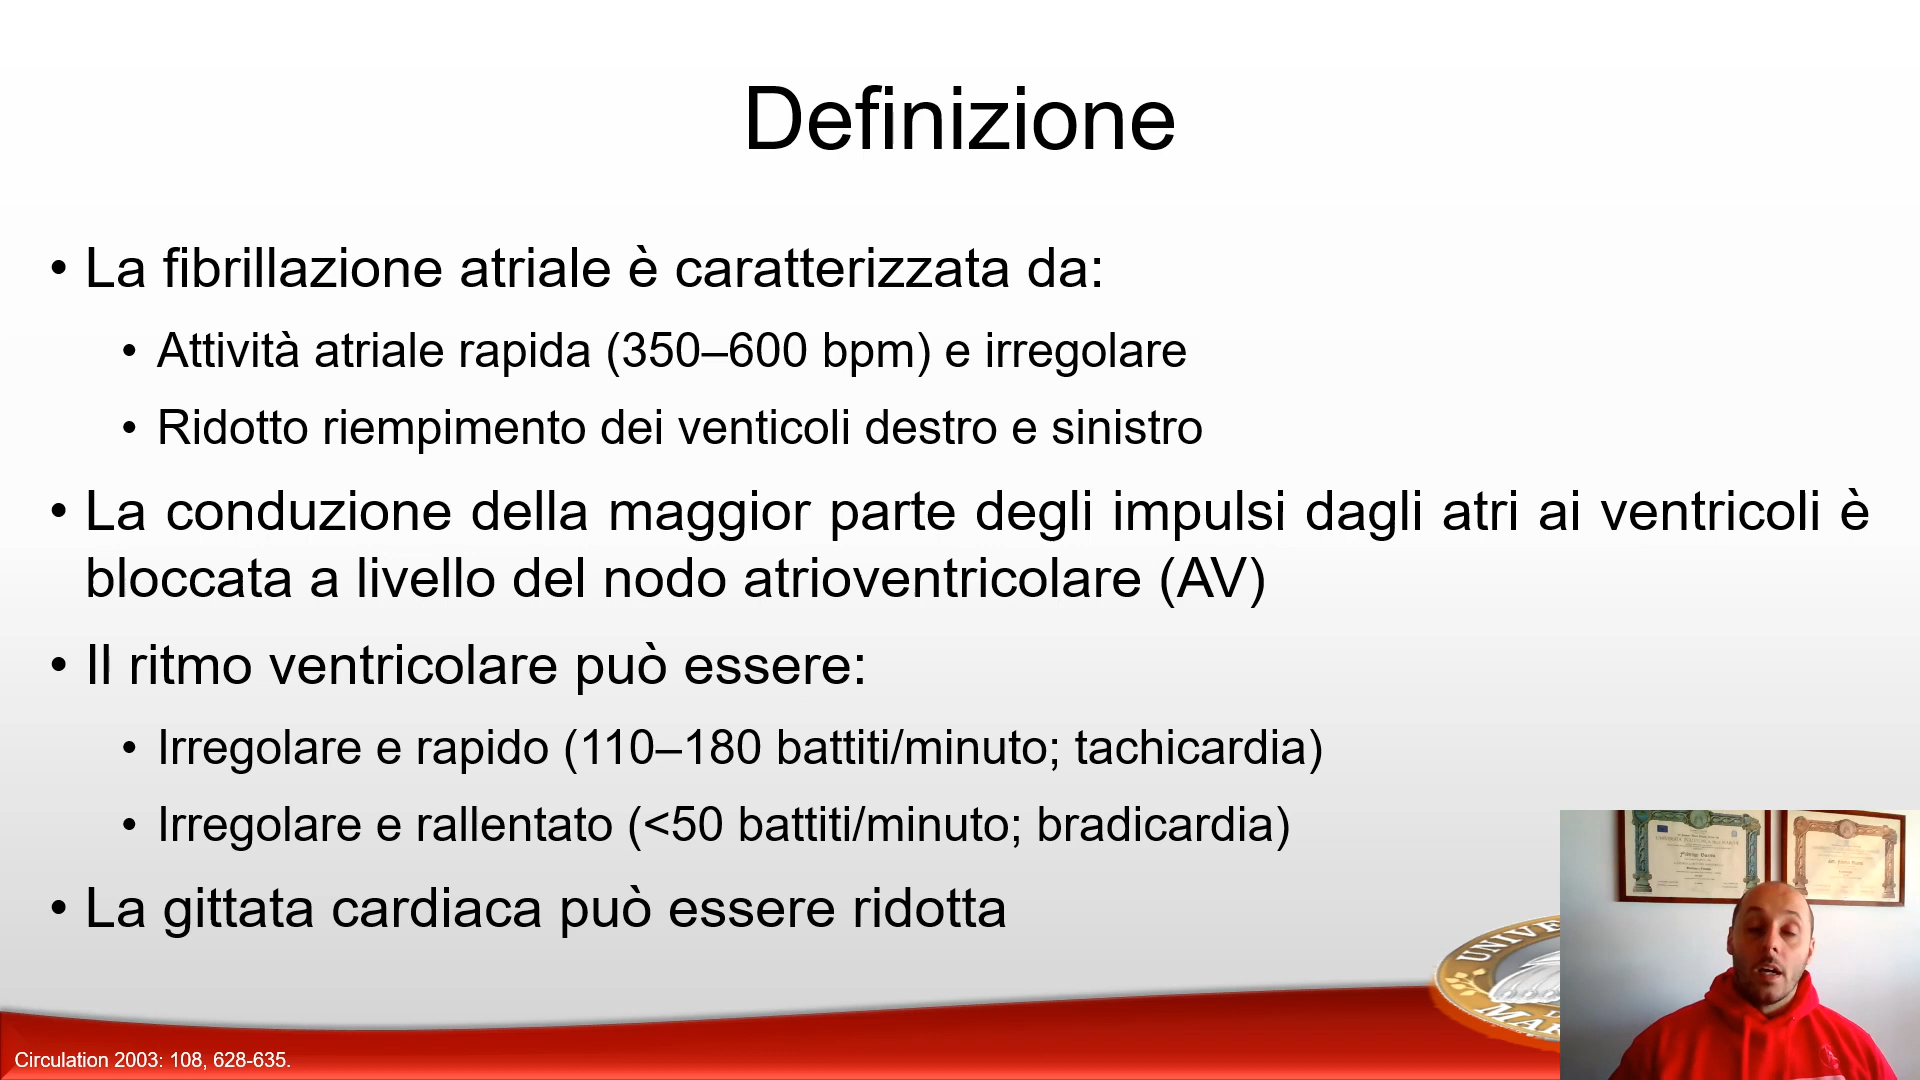 Definizione
• La fibrillazione atriale è caratterizzata da:
• Attività atriale rapida (350–600 bpm) e irregolare
• Ridotto riempimento dei venticoli destro e sinistro
• La conduzione della maggior parte degli impulsi dagli atri ai ventricoli è
bloccata a livello del nodo atrioventricolare (AV)
• Il ritmo ventricolare può essere:
• Irregolare e rapido (110–180 battiti/minuto; tachicardia)
• Irregolare e rallentato (<50 battiti/minuto; bradicardia)
• La gittata cardiaca può essere ridotta
UNIVE
MAR
Circulation 2003: 108, 628-635.